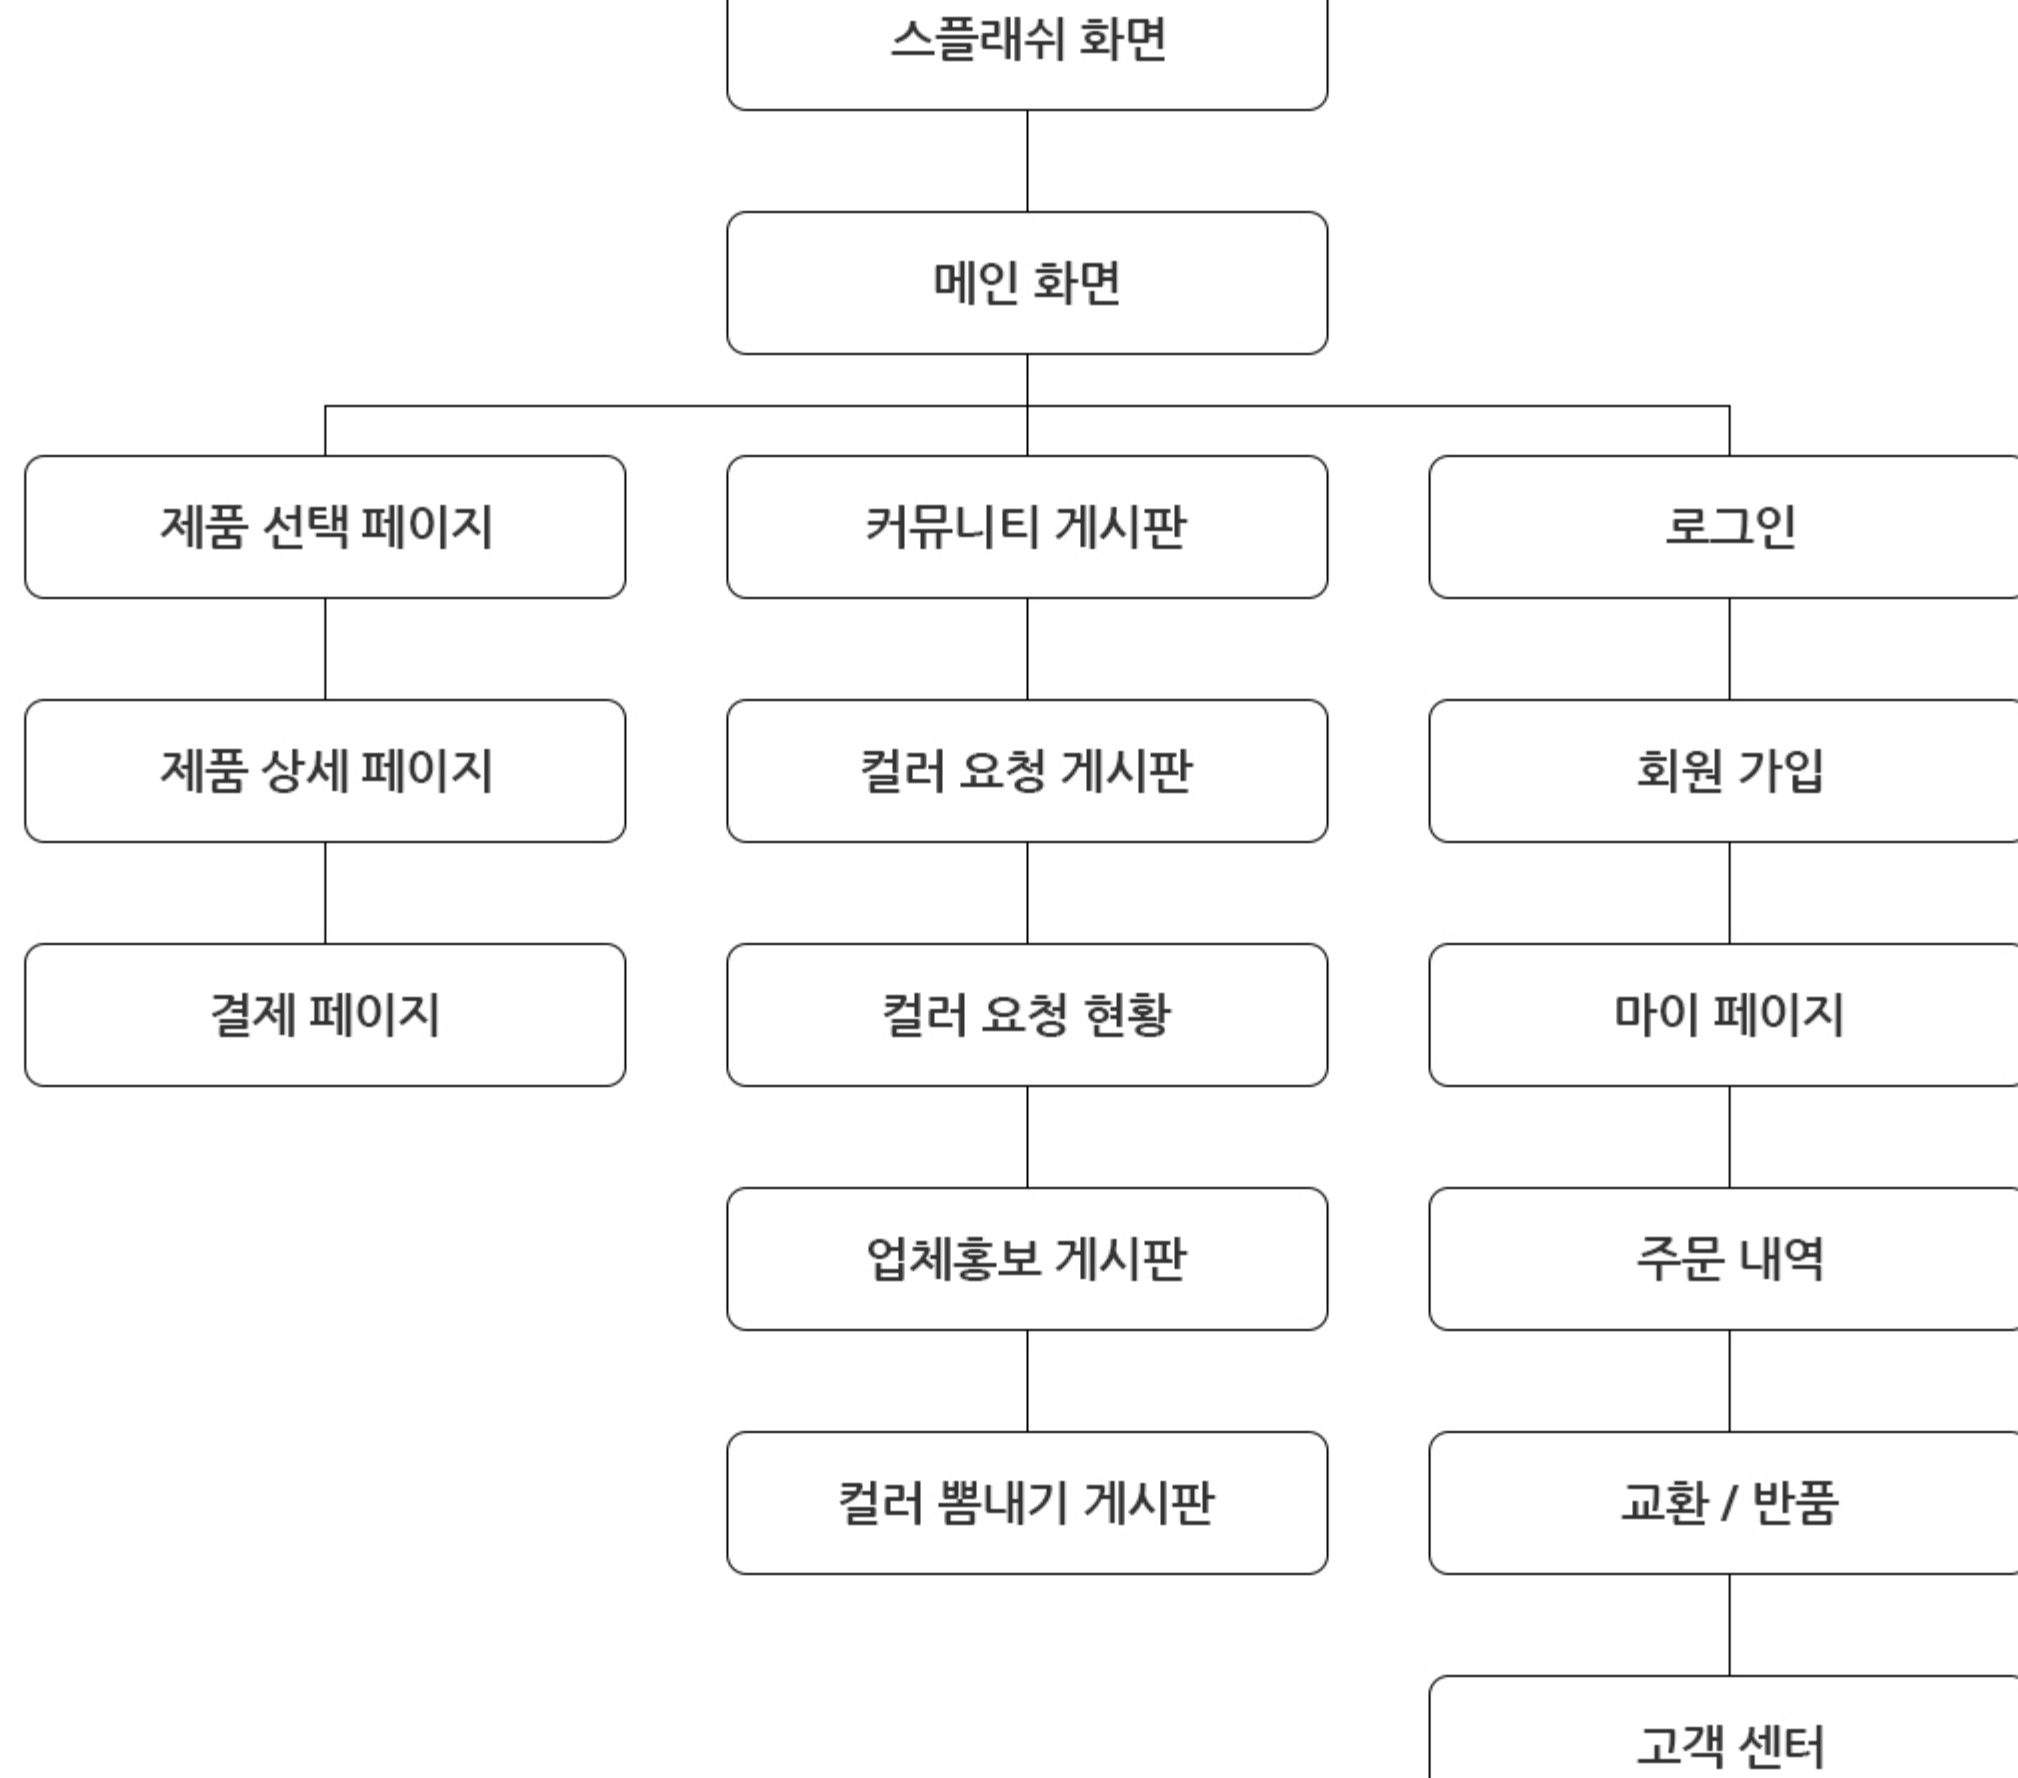 스플래쉬 화면
메인 화면
제품 선택 페이지
커뮤니티 게시판
로그인
제품 상세 페이지
컬러 요청 게시판
회원 가입
결제 페이지
컬러 요청 현황
마이 페이지
업체홍보 게시판
주문 내역
컬러 뽐내기 게시판
교환 / 반품
고객 센터